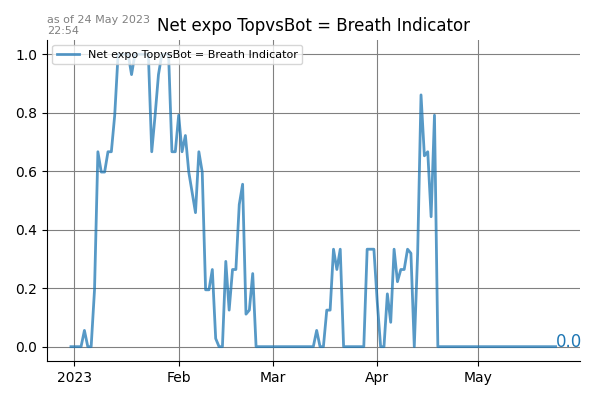 as of 24 May 2023
22:54
Net expo TopvsBot = Breath Indicator
Net expo TopvsBot = Breath Indicator
1.0
0.8
0.6
0.4
0.2
0.0
0.0
2023 Feb Mar Apr May